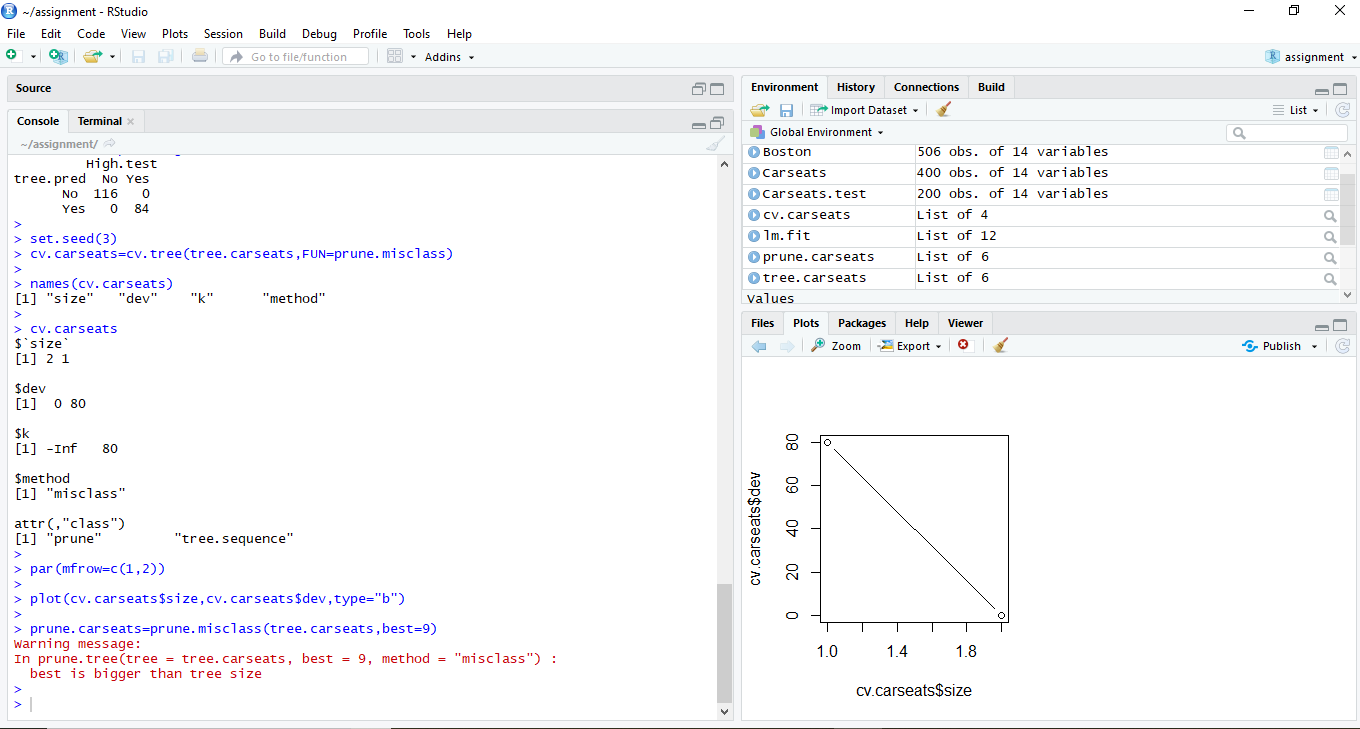 ~/assignment - RStudio
File Edit Code View Plots Session Build Debug Profile Tools Help
Go to file/function Addins assignment
Source
Console Terminal
~/assignment/
High.test
tree.pred No Yes
No 116 0
Yes 0 84
>
> set.seed(3)
> cv.carseats=cv.tree(tree.carseats,FUN=prune.misclass)
>
> names(cv.carseats)
[1] "size" "dev" "k" "method"
>
> cv.carseats
$`size`
[1] 2 1
$dev
[1] 0 80
$k
[1] -Inf 80
$method
[1] "misclass"
attr(,"class")
[1] "prune" "tree.sequence"
>
> par(mfrow=c(1,2))
>
> plot(cv.carseats$size,cv.carseats$dev,type="b")
>
> prune.carseats=prune.misclass(tree.carseats,best=9)
Warning message:
In prune.tree(tree = tree.carseats, best = 9, method = "misclass") :
best is bigger than tree size
>
>
Environment History Connections Build
Import Dataset List
Global Environment
Boston 506 obs. of 14 variables
Carseats 400 obs. of 14 variables
Carseats.test 200 obs. of 14 variables
cv.carseats List of 4
lm.fit List of 12
prune.carseats List of 6
tree.carseats List of 6
Values
Files Plots Packages Help Viewer
Zoom Export Publish
cv.carseats$dev
80
60
40
20
0
1.0 1.4 1.8
cv.carseats$size